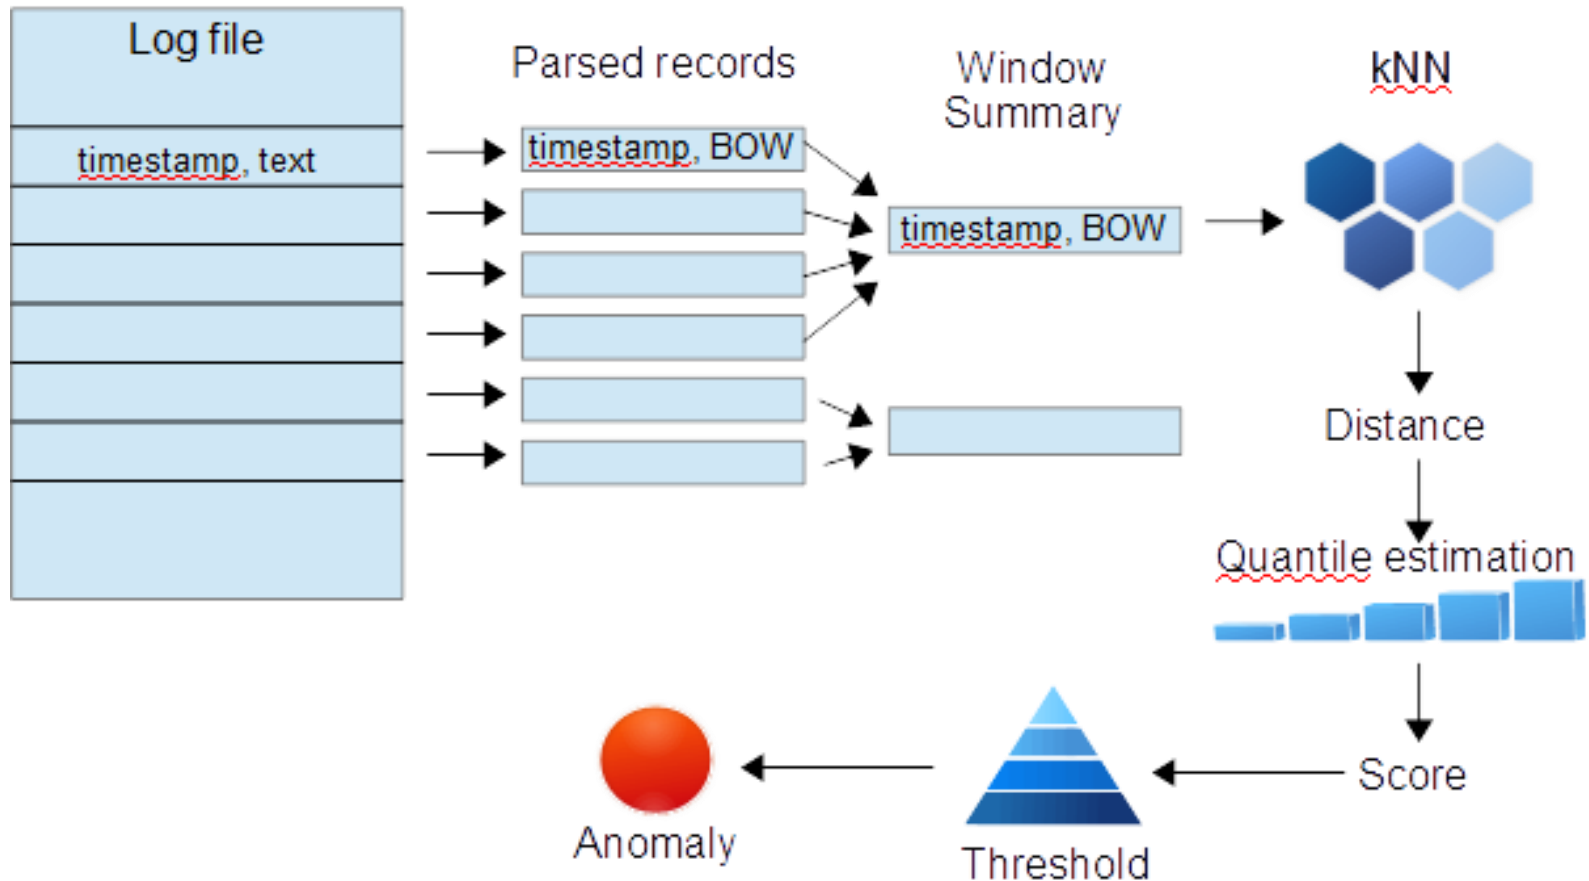 Log file
Parsed records
Window
Summary
kNN
timestamp, text
timestamp, BOW
timestamp, BOW
Distance
Quantile estimation
Score
Threshold
Anomaly